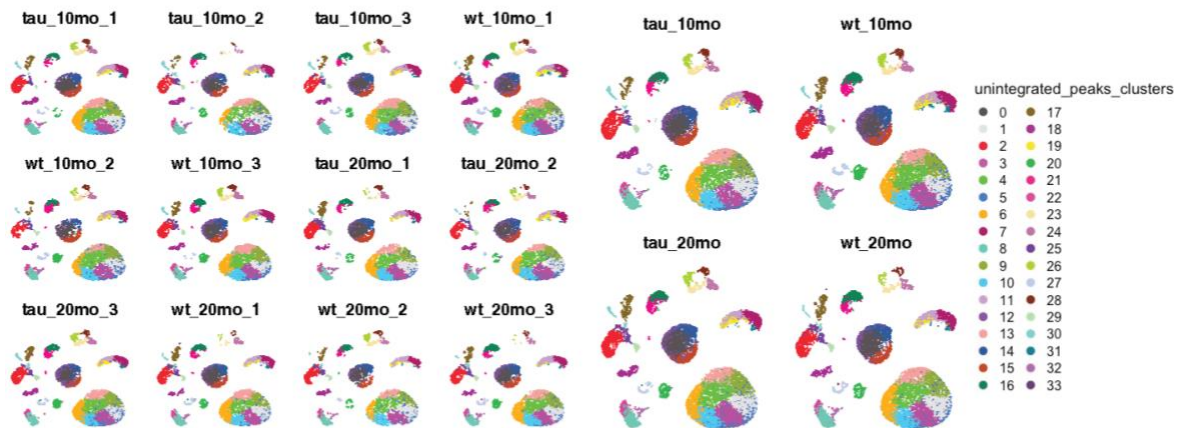 tau_10mo_1 tau_10mo_2 tau_10mo_3 wt_10mo_1
wt_10mo_2 wt_10mo_3 tau_20mo_1 tau_20mo_2
tau_20mo_3 wt_20mo_1 wt_20mo_2 wt_20mo_3
tau_10mo wt_10mo
tau_20mo wt_20mo
unintegrated_peaks_clusters
0 17
1 18
2 19
3 20
4 21
5 22
6 23
7 24
8 25
9 26
10 27
11 28
12 29
13 30
14 31
15 32
16 33